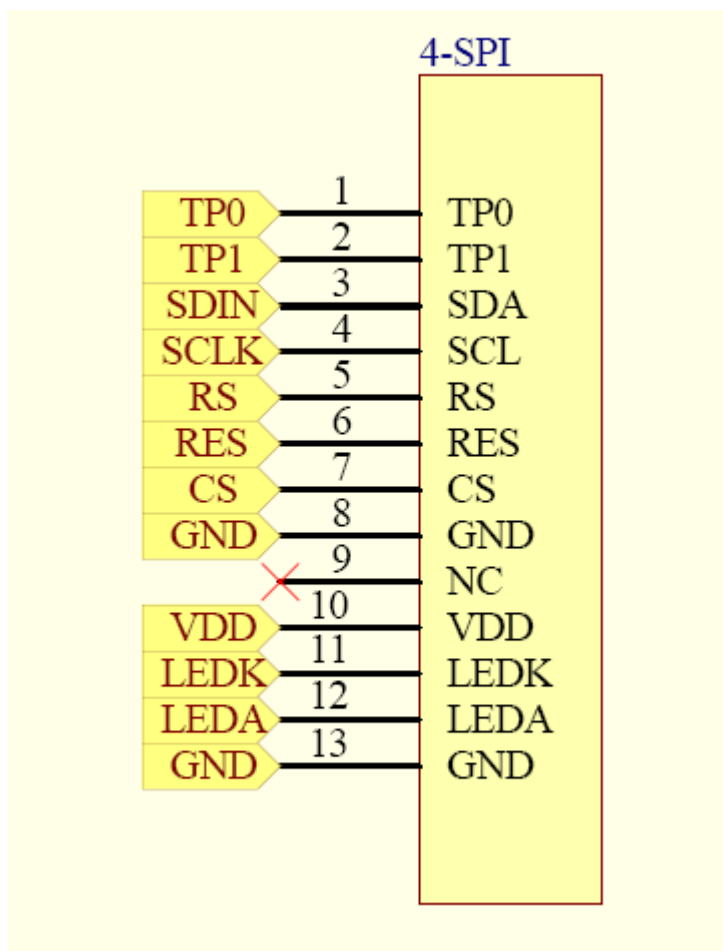 4-SPI
TP0 1 TP0
TP1 2 TP1
SDIN 3 SDA
SCLK 4 SCL
RS 5 RS
RES 6 RES
CS 7 CS
GND 8 GND
9 NC
VDD 10 VDD
LEDK 11 LEDK
LEDA 12 LEDA
GND 13 GND